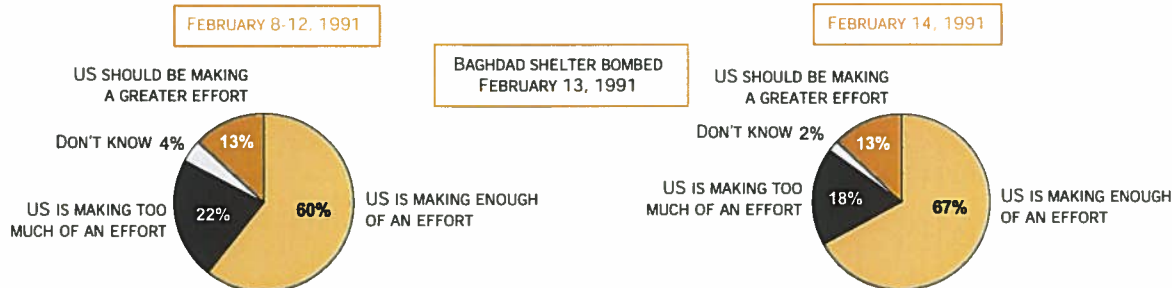 FEBRUARY 8-12, 1991
US SHOULD BE MAKING
A GREATER EFFORT
DON'T KNOW 4%
13%
US IS MAKING TOO
MUCH OF AN EFFORT
22%
60%
US IS MAKING ENOUGH
OF AN EFFORT
BAGHDAD SHELTER BOMBED
FEBRUARY 13, 1991
FEBRUARY 14, 1991
US SHOULD BE MAKING
A GREATER EFFORT
DON'T KNOW 2%
13%
US IS MAKING TOO
MUCH OF AN EFFORT
18%
67%
US IS MAKING ENOUGH
OF AN EFFORT